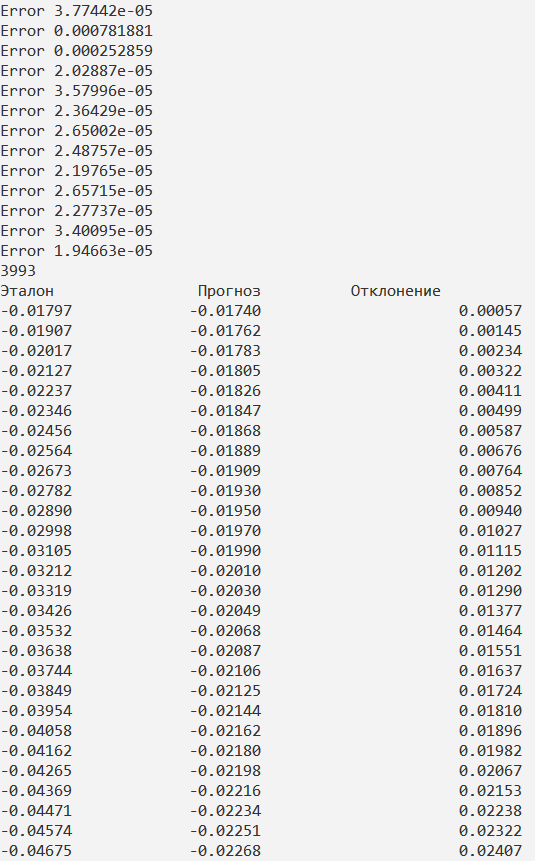 Error 3.77442e-05
Error 0.000781881
Error 0.000252859
Error 2.02887e-05
Error 3.57996e-05
Error 2.36429e-05
Error 2.65002e-05
Error 2.48757e-05
Error 2.19765e-05
Error 2.65715e-05
Error 2.27737e-05
Error 3.40095e-05
Error 1.94663e-05
3993
Эталон Прогноз Отклонение
-0.01797 -0.01740 0.00057
-0.01907 -0.01762 0.00145
-0.02017 -0.01783 0.00234
-0.02127 -0.01805 0.00322
-0.02237 -0.01826 0.00411
-0.02346 -0.01847 0.00499
-0.02456 -0.01868 0.00587
-0.02564 -0.01889 0.00676
-0.02673 -0.01909 0.00764
-0.02782 -0.01930 0.00852
-0.02890 -0.01950 0.00940
-0.02998 -0.01970 0.01027
-0.03105 -0.01990 0.01115
-0.03212 -0.02010 0.01202
-0.03319 -0.02030 0.01290
-0.03426 -0.02049 0.01377
-0.03532 -0.02068 0.01464
-0.03638 -0.02087 0.01551
-0.03744 -0.02106 0.01637
-0.03849 -0.02125 0.01724
-0.03954 -0.02144 0.01810
-0.04058 -0.02162 0.01896
-0.04162 -0.02180 0.01982
-0.04265 -0.02198 0.02067
-0.04369 -0.02216 0.02153
-0.04471 -0.02234 0.02238
-0.04574 -0.02251 0.02322
-0.04675 -0.02268 0.02407